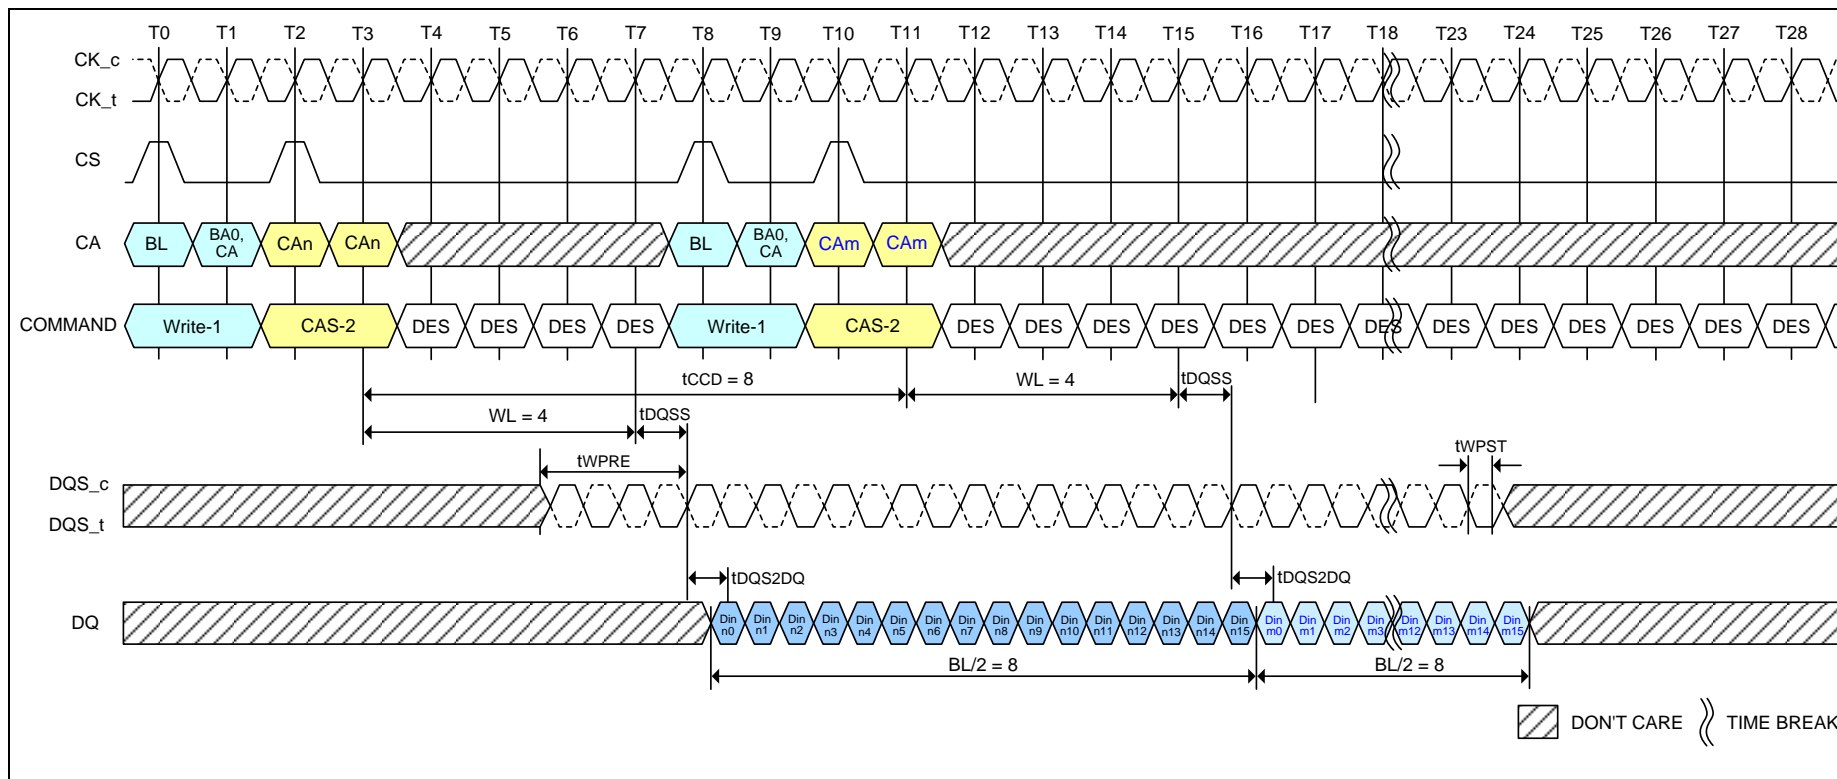 T0 T1 T2 T3 T4 T5 T6 T7 T8 T9 T10 T11 T12 T13 T14 T15 T16 T17 T18 T23 T24 T25 T26 T27 T28
CK_c
CK_t
CS
CA BL BA0, CA CAn CAn BL BA0, CA CAm CAm
COMMAND Write-1 CAS-2 DES DES DES DES Write-1 CAS-2 DES DES DES DES DES DES DES DES DES DES DES DES DES
tCCD = 8 WL = 4 tDQSS
WL = 4 tDQSS
tWPRE tWPST
DQS_c
DQS_t
tDQS2DQ tDQS2DQ
DQ Din n0 Din n1 Din n2 Din n3 Din n4 Din n5 Din n6 Din n7 Din n8 Din n9 Din n10 Din n11 Din n12 Din n13 Din n14 Din n15 Din m0 Din m1 Din m2 Din m3 Din m12 Din m13 Din m14 Din m15
BL/2 = 8 BL/2 = 8
DON'T CARE TIME BREAK